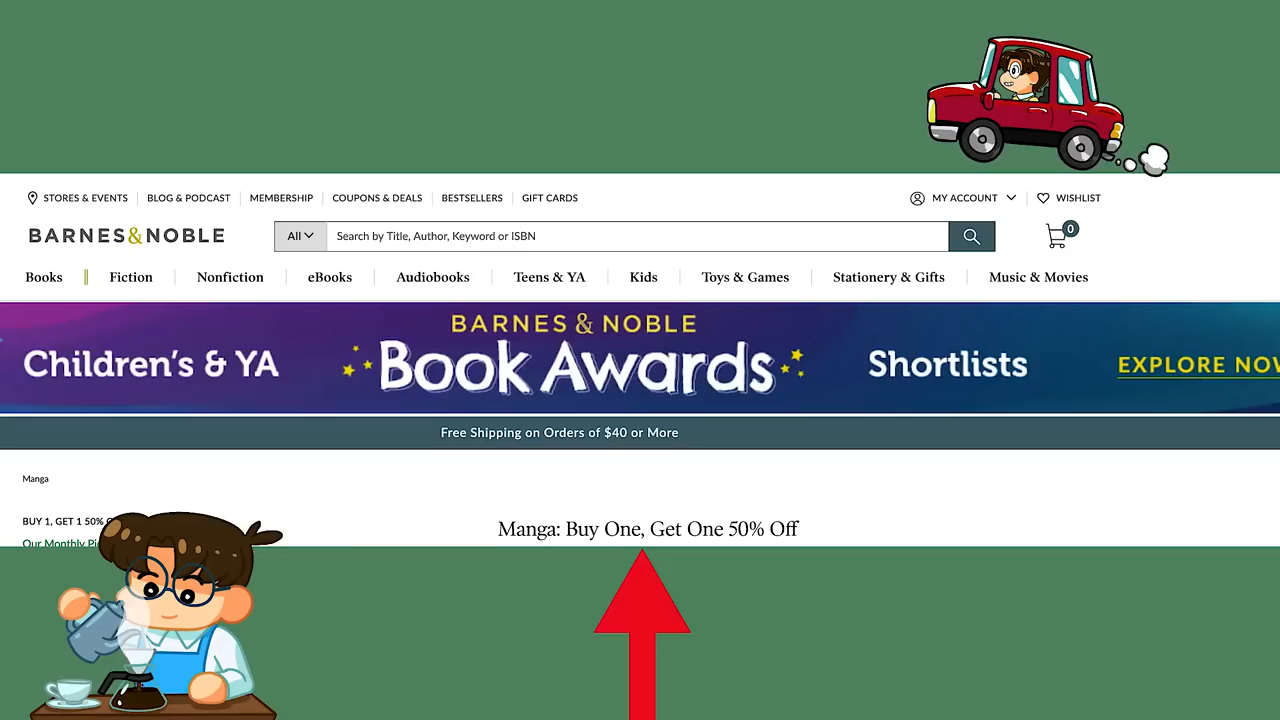 STORES & EVENTS BLOG & PODCAST MEMBERSHIP COUPONS & DEALS BESTSELLERS GIFT CARDS MY ACCOUNT WISHLIST
BARNES&NOBLE All Search by Title, Author, Keyword or ISBN 0
Books Fiction Nonfiction eBooks Audiobooks Teens & YA Kids Toys & Games Stationery & Gifts Music & Movies
BARNES & NOBLE
Children's & YA Book Awards Shortlists EXPLORE NOW
Free Shipping on Orders of $40 or More
Manga
BUY 1, GET 1 50%
Manga: Buy One, Get One 50% Off
Our Monthly